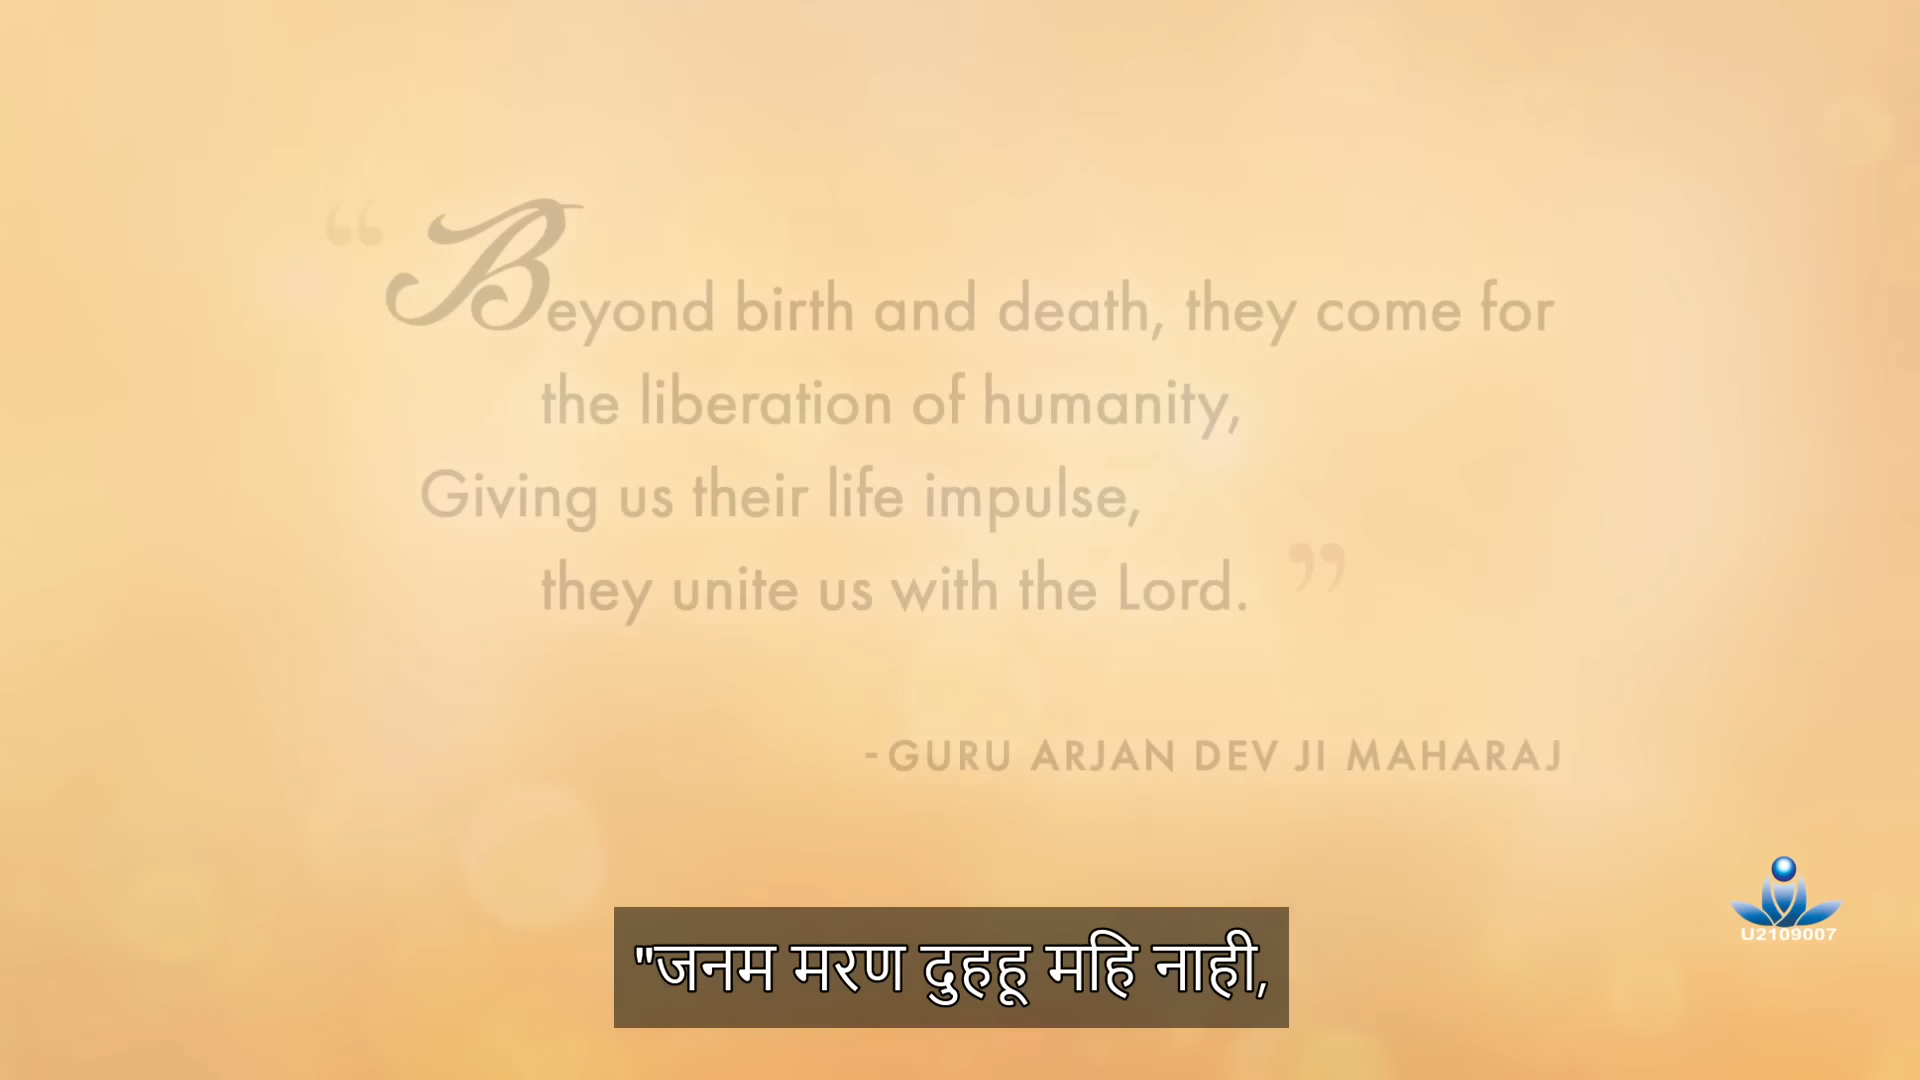 “Beyond birth and death, they come for
the liberation of humanity,
Giving us their life impulse,
they unite us with the Lord.”
-GURU ARJAN DEV JI MAHARAJ
U2109007
"जनम मरण दुहहू महि नाही,